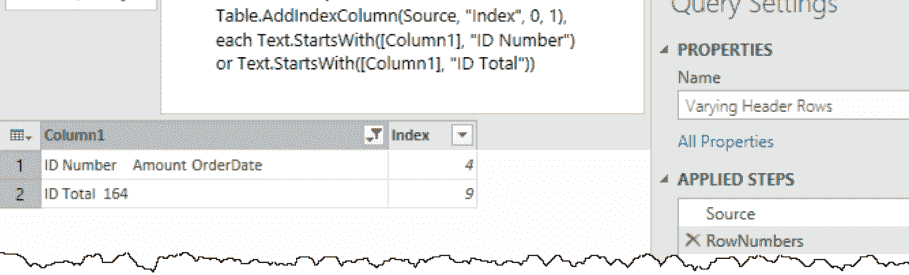 Query Settings
Table.AddIndexColumn(Source, "Index", 0, 1),
each Text.StartsWith([Column1], "ID Number")
or Text.StartsWith([Column1], "ID Total"))
PROPERTIES
Name
Varying Header Rows
All Properties
APPLIED STEPS
Source
RowNumbers
Column1 Index
1 ID Number Amount OrderDate 4
2 ID Total 164 9